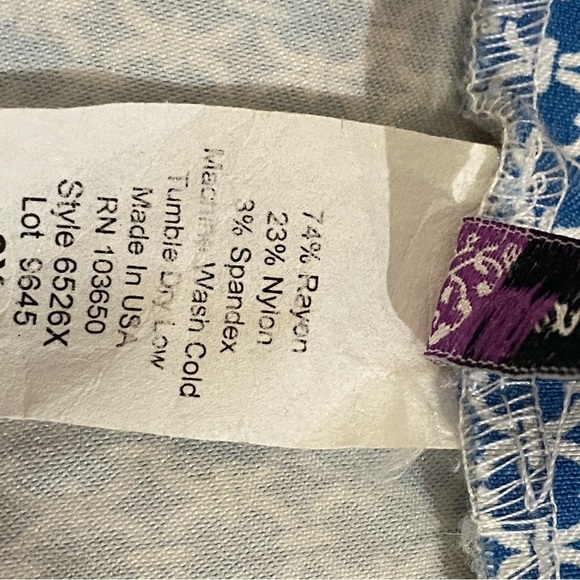 74% Rayon
23% Nylon
3% Spandex
Machine Wash Cold
Tumble Dry Low
Made In USA
RN 103650
Style 6526X
Lot 9645